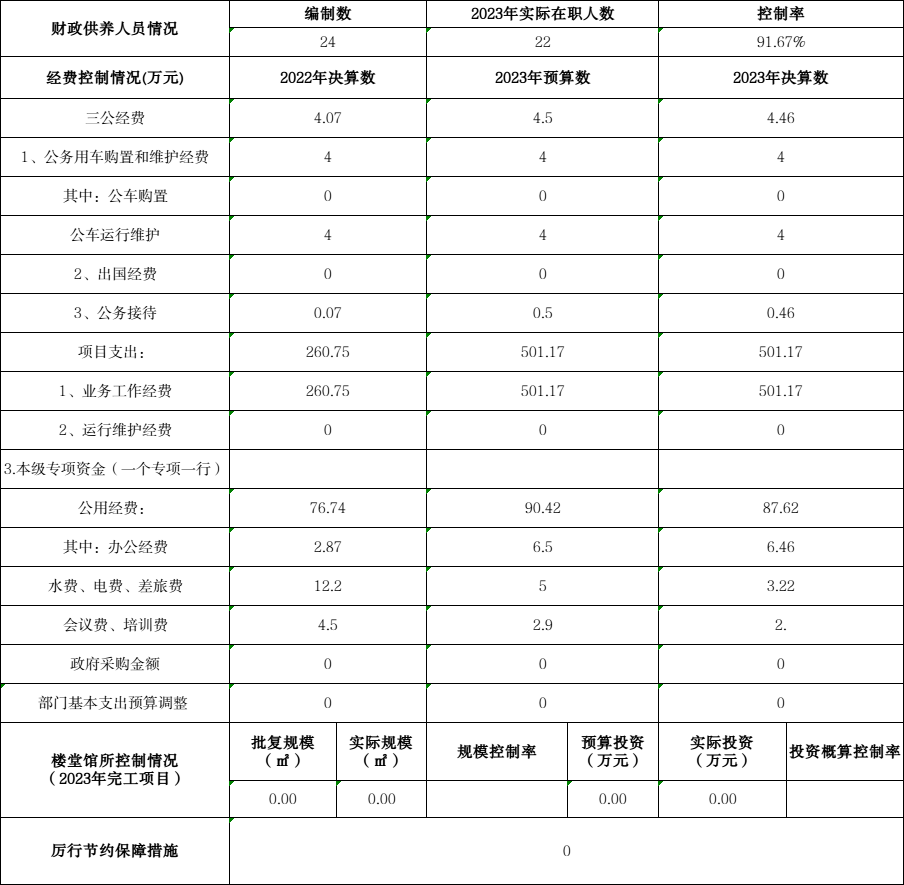 财政供养人员情况 编制数 2023年实际在职人数 控制率
24 22 91.67%
经费控制情况(万元) 2022年决算数 2023年预算数 2023年决算数
三公经费 4.07 4.5 4.46
1、公务用车购置和维护经费 4 4 4
其中：公车购置 0 0 0
公车运行维护 4 4 4
2、出国经费 0 0 0
3、公务接待 0.07 0.5 0.46
项目支出： 260.75 501.17 501.17
1、业务工作经费 260.75 501.17 501.17
2、运行维护经费 0 0 0
3.本级专项资金（一个专项一行）
公用经费： 76.74 90.42 87.62
其中：办公经费 2.87 6.5 6.46
水费、电费、差旅费 12.2 5 3.22
会议费、培训费 4.5 2.9 2.
政府采购金额 0 0 0
部门基本支出预算调整 0 0 0
楼堂馆所控制情况
（2023年完工项目）
批复规模
（㎡）
实际规模
（㎡）
规模控制率
预算投资
（万元）
实际投资
（万元）
投资概算控制率
0.00 0.00 0.00 0.00
厉行节约保障措施 0